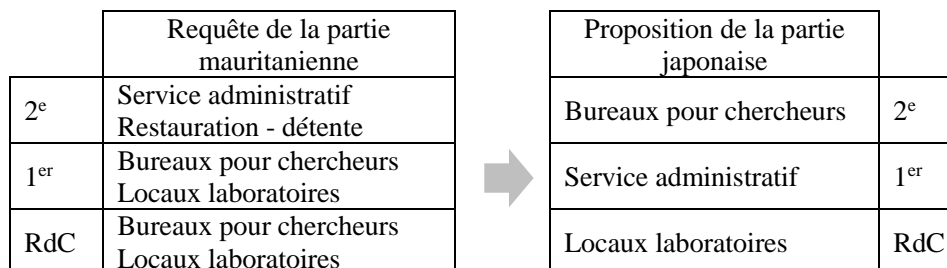 Requête de la partie
mauritanienne
2e
Service administratif
Restauration - détente
1er
Bureaux pour chercheurs
Locaux laboratoires
RdC
Bureaux pour chercheurs
Locaux laboratoires
Proposition de la partie
japonaise
Bureaux pour chercheurs
2e
Service administratif
1er
Locaux laboratoires
RdC